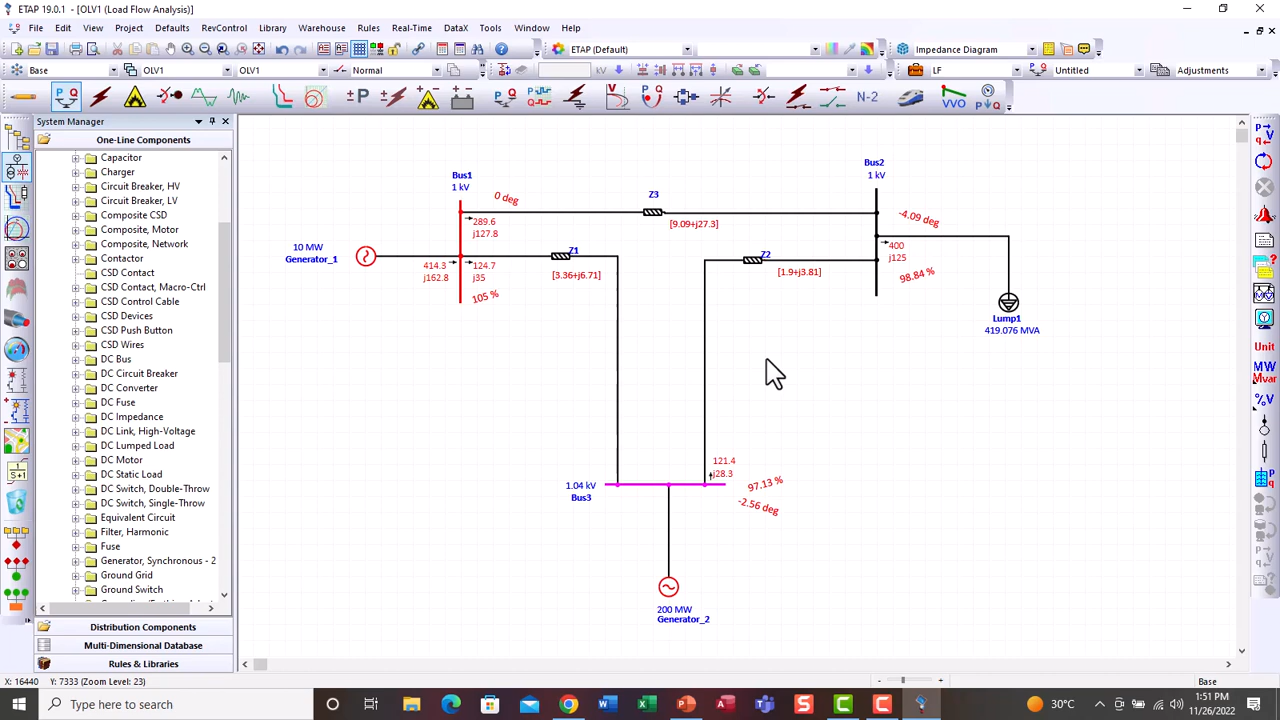 ETAP 19.0.1 - [OLV1 (Load Flow Analysis)]
File Edit View Project Defaults RevControl Library Warehouse Rules Real-Time DataX Tools Window Help
ETAP (Default)
Impedance Diagram
Base OLV1 OLV1 Normal kV LF Untitled Adjustments
N-2
VVO
System Manager
One-Line Components
Capacitor
Charger
Circuit Breaker, HV
Circuit Breaker, LV
Composite CSD
Composite, Motor
Composite, Network
Contactor
CSD Contact
CSD Contact, Macro-Ctrl
CSD Control Cable
CSD Monitoring Device
CSD Push Button
CSD Wires
DC Bus
DC Circuit Breaker
DC Converter
DC Fuse
DC Impedance
DC Link, High-Voltage
DC Lumped Load
DC Motor
DC Static Load
DC Switch, Double-Throw
DC Switch, Single-Throw
Equivalent Circuit
Filter, Harmonic
Fuse
Generator, Synchronous - 2
Ground Grid
Ground Switch
Distribution Components
Multi-Dimensional Database
Rules & Libraries
Bus1
1 kV
0 deg
289.6
j127.8
10 MW
Generator_1
414.3
j162.8
124.7
j35
105 %
Z3
[9.09+j27.3]
Z1
[3.36+j6.71]
Z2
[1.9+j3.81]
Bus2
1 kV
-4.09 deg
400
j125
98.84 %
Lump1
419.076 MVA
121.4
j28.3
97.13 %
-2.56 deg
1.04 kV
Bus3
200 MW
Generator_2
Unit
MW
Mvar
%V
X: 16440 Y: 7333 (Zoom Level: 23)
Base
Type here to search
30°C
1:51 PM
11/26/2022